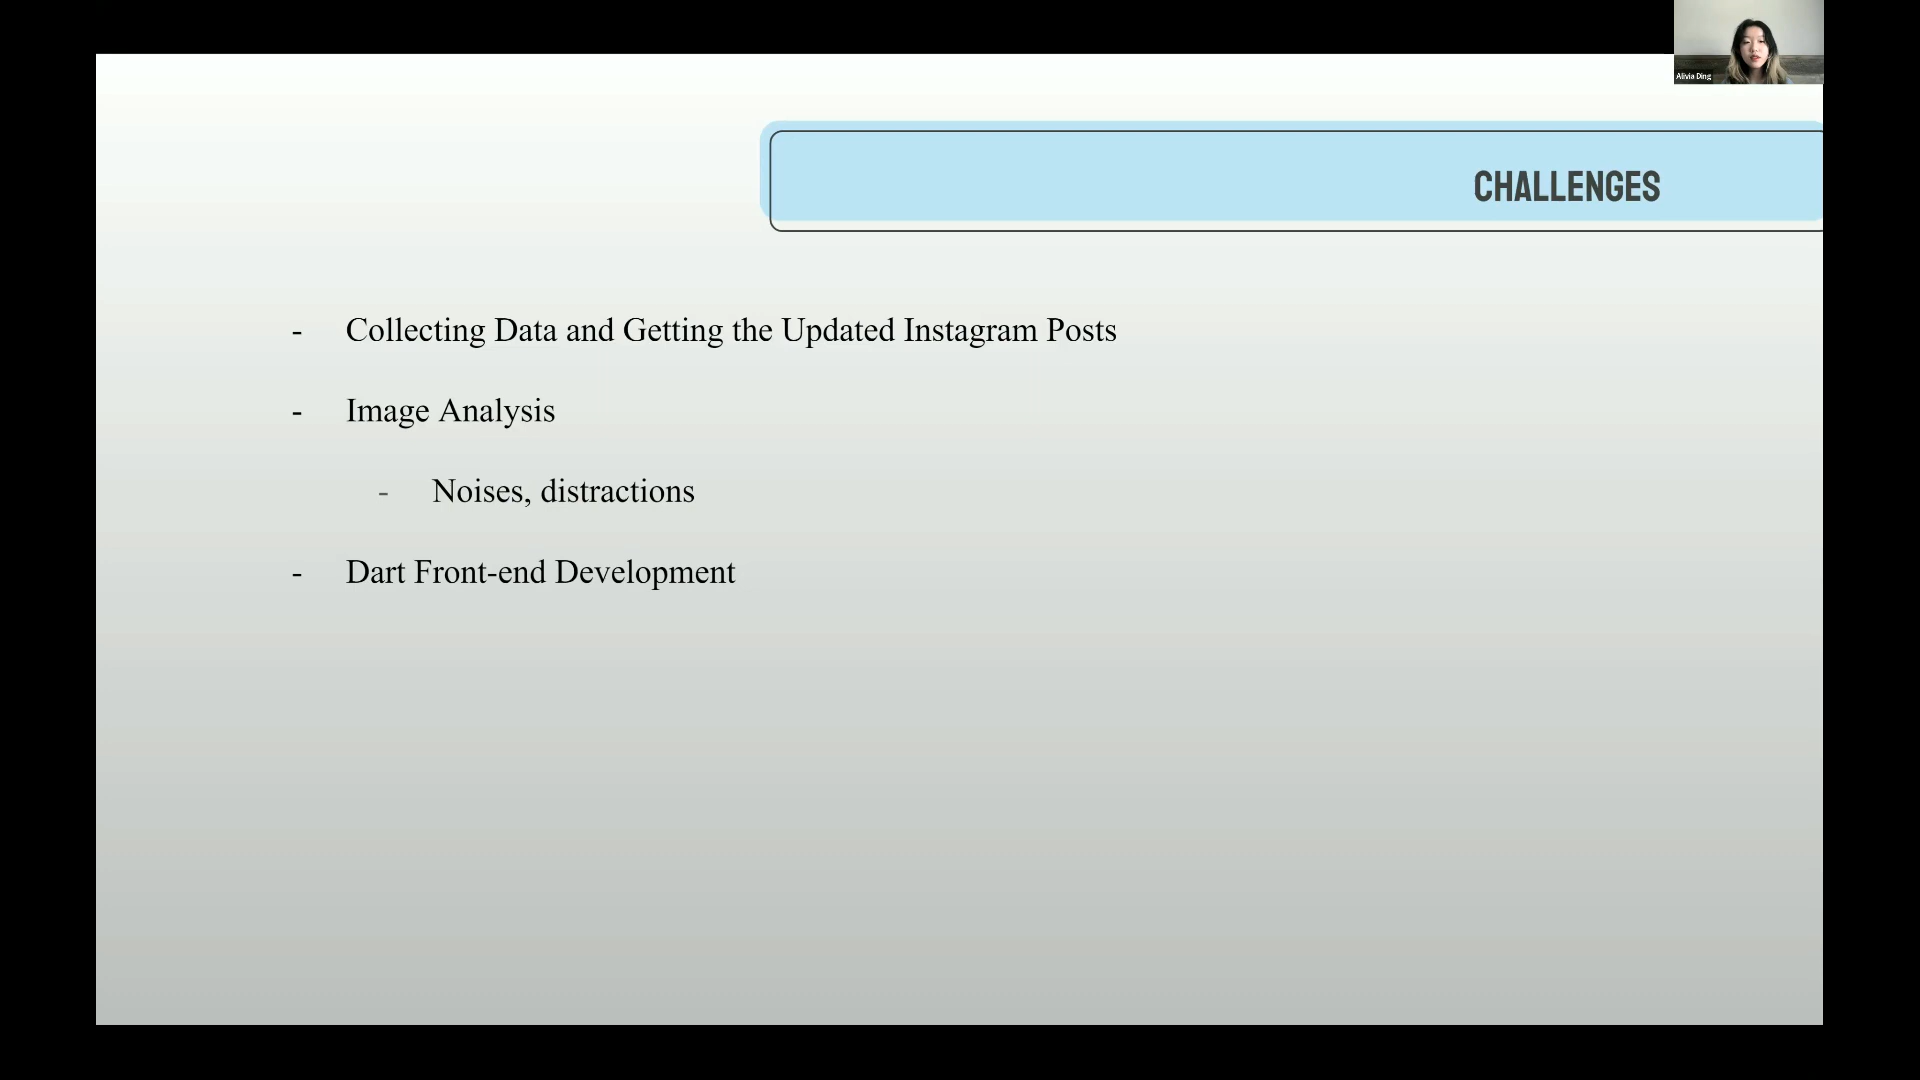 Alivia Ding
CHALLENGES
- Collecting Data and Getting the Updated Instagram Posts
- Image Analysis
- Noises, distractions
- Dart Front-end Development